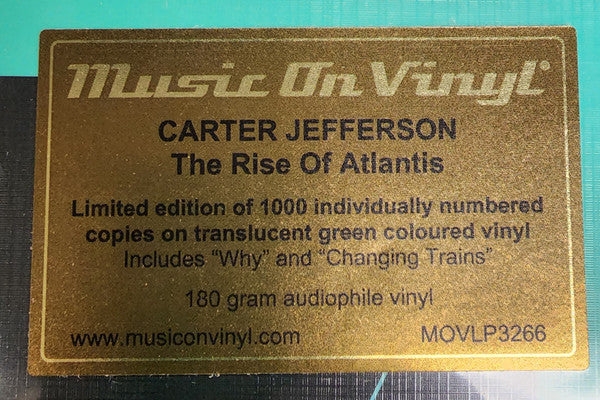 Music On Vinyl®
CARTER JEFFERSON
The Rise Of Atlantis
Limited edition of 1000 individually numbered
copies on translucent green coloured vinyl
Includes “Why” and “Changing Trains”
180 gram audiophile vinyl
www.musiconvinyl.com MOVLP3266